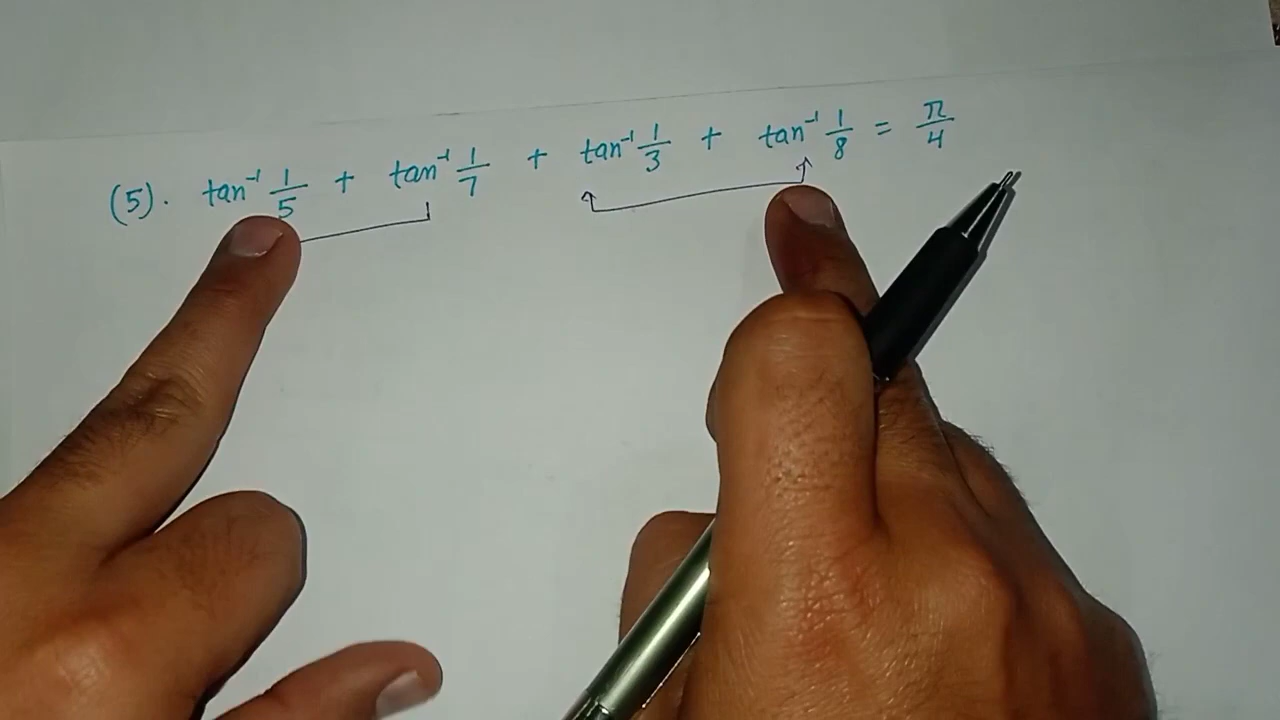 (5). tan⁻¹ 1/5 + tan⁻¹ 1/7 + tan⁻¹ 1/3 + tan⁻¹ 1/8 = π/4